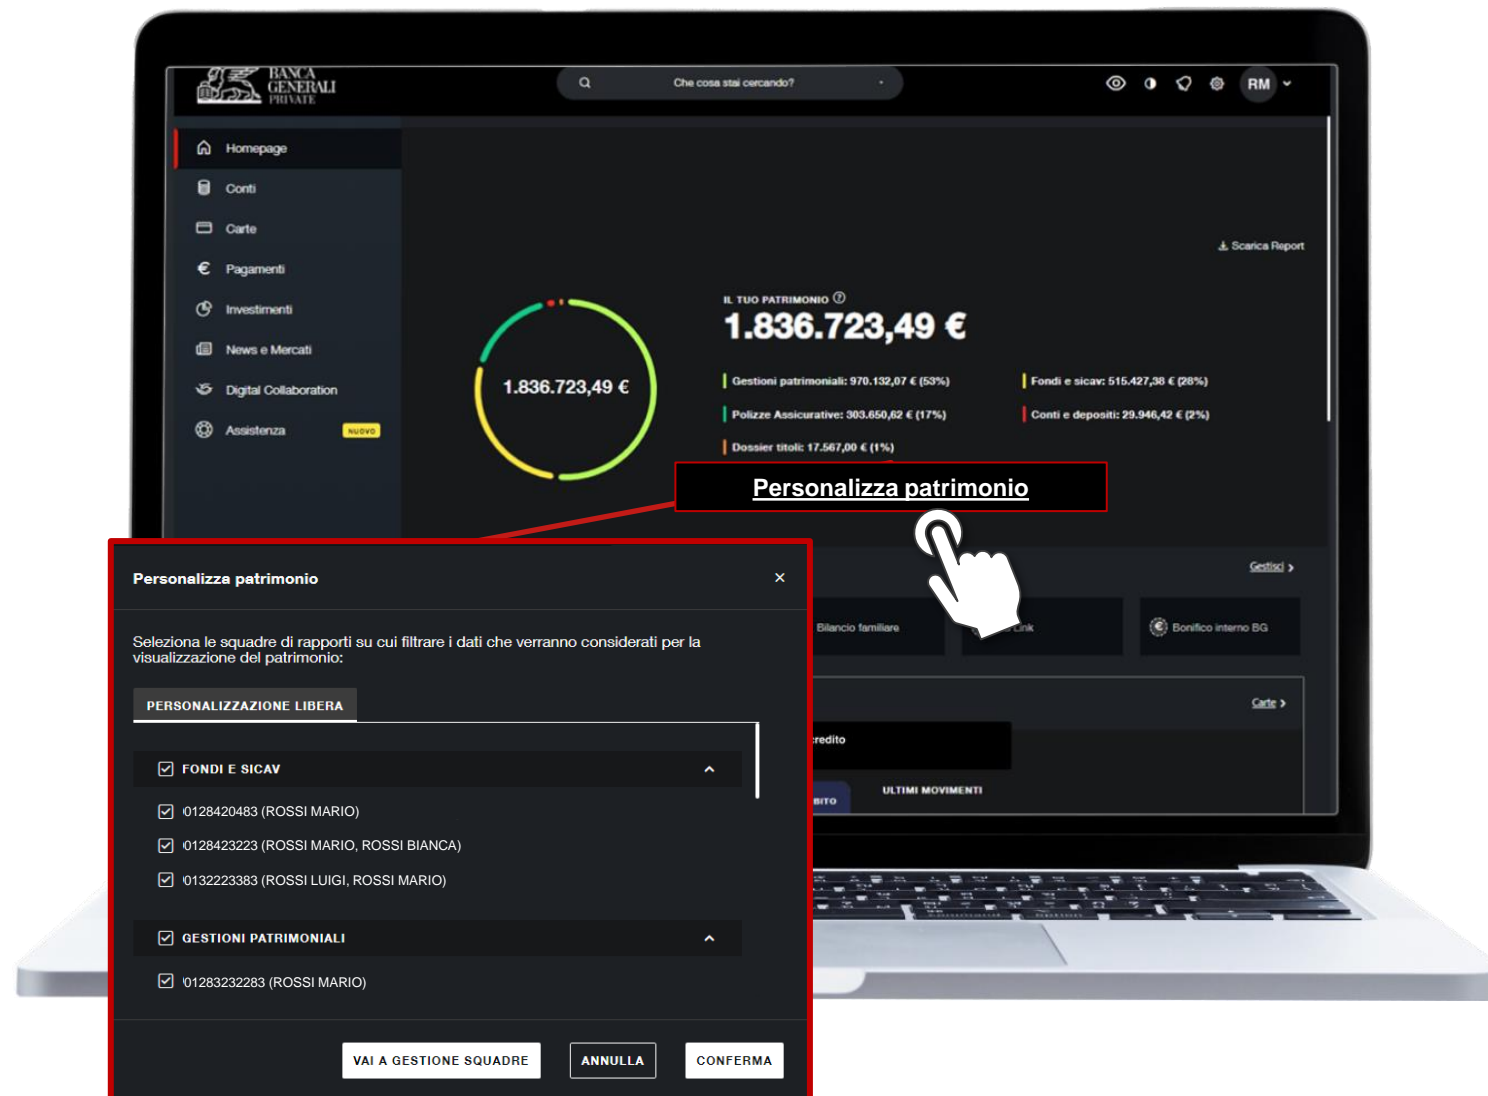 BANCA
GENERALI
PRIVATE
Che cosa stai cercando?
RM
Homepage
Conti
Carte
Pagamenti
Investimenti
News e Mercati
Digital Collaboration
Assistenza
NUOVO
Scarica Report
IL TUO PATRIMONIO
1.836.723,49 €
1.836.723,49 €
Gestioni patrimoniali: 970.132,07 € (53%)
Fondi e sicav: 515.427,38 € (28%)
Polizze Assicurative: 303.650,62 € (17%)
Conti e depositi: 29.946,42 € (2%)
Dossier titoli: 17.567,00 € (1%)
Personalizza patrimonio
Gestisci >
Bilancio familiare
Link
Bonifico interno BG
Carte >
redito
BITO
ULTIMI MOVIMENTI
Personalizza patrimonio
Seleziona le squadre di rapporti su cui filtrare i dati che verranno considerati per la
visualizzazione del patrimonio:
PERSONALIZZAZIONE LIBERA
FONDI E SICAV
0128420483 (ROSSI MARIO)
0128423223 (ROSSI MARIO, ROSSI BIANCA)
0132223383 (ROSSI LUIGI, ROSSI MARIO)
GESTIONI PATRIMONIALI
01283232283 (ROSSI MARIO)
VAI A GESTIONE SQUADRE
ANNULLA
CONFERMA